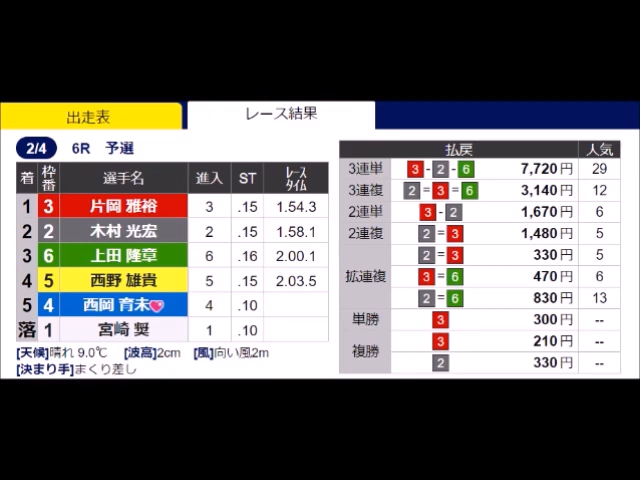 出走表
レース結果
2/4 6R 予選
着 枠番 選手名 進入 ST レースタイム
1 3 片岡 雅裕 3 .15 1.54.3
2 2 木村 光宏 2 .15 1.58.1
3 6 上田 隆章 6 .16 2.00.1
4 5 西野 雄貴 5 .15 2.03.5
5 4 西岡 育未 4 .10
落 1 宮崎 奨 1 .10
[天候]晴れ 9.0℃ [波高]2cm [風]向い風2m
[決まり手]まくり差し
払戻 人気
3連単 3-2-6 7,720円 29
3連複 2=3=6 3,140円 12
2連単 3-2 1,670円 6
2連複 2=3 1,480円 5
拡連複 2=3 330円 5
3=6 470円 6
2=6 830円 13
単勝 3 300円 --
複勝 3 210円 --
2 330円 --